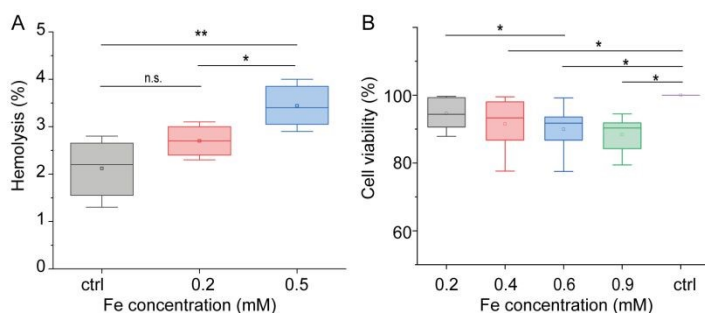 A
**
n.s.
*
Hemolysis (%)
5
4
3
2
1
0
ctrl 0.2 0.5
Fe concentration (mM)
B
*
*
*
*
Cell viability (%)
100
80
60
0.2 0.4 0.6 0.9 ctrl
Fe concentration (mM)